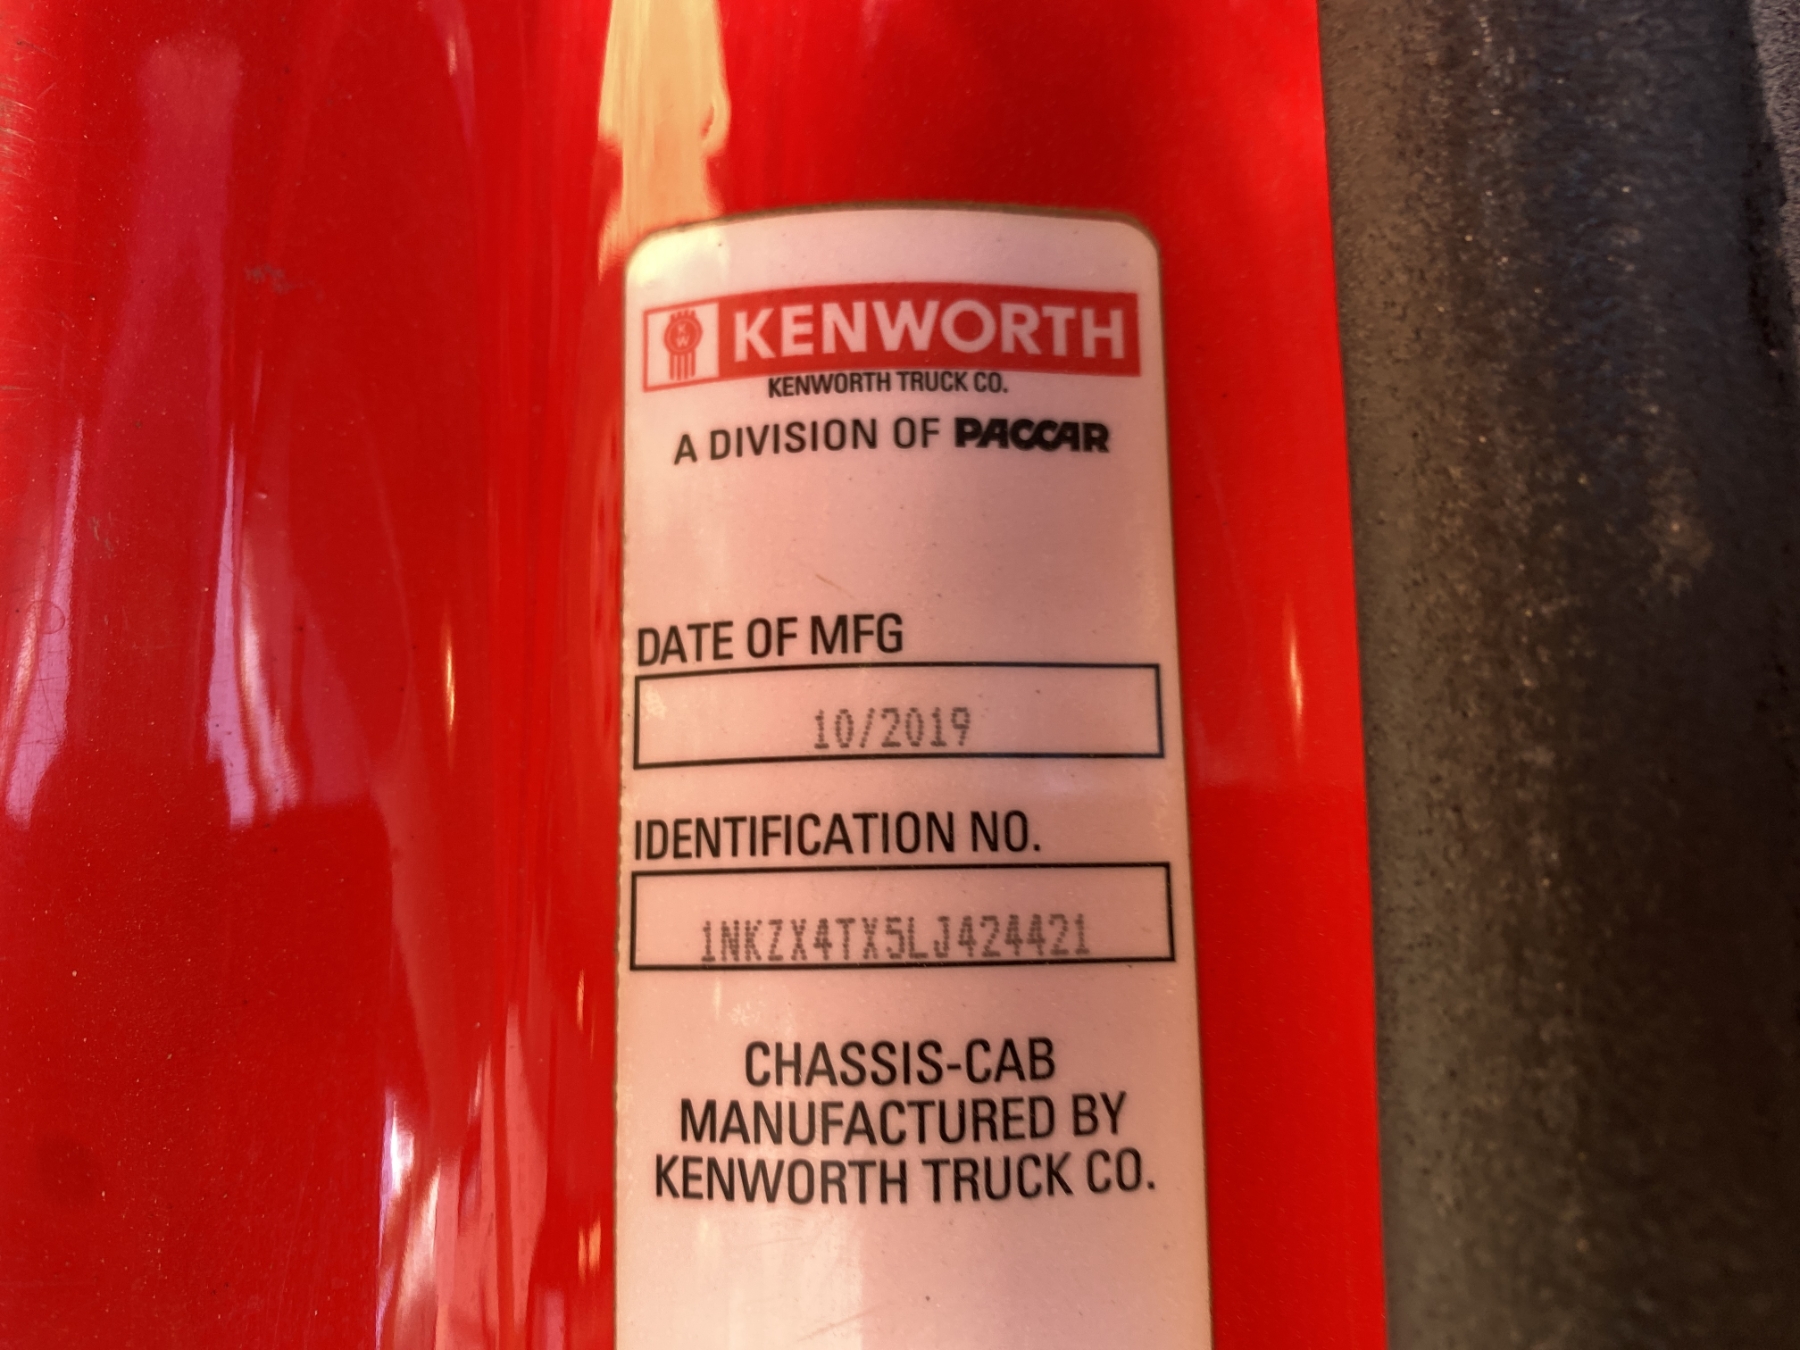 KW KENWORTH
KENWORTH TRUCK CO.
A DIVISION OF PACCAR
DATE OF MFG
10/2019
IDENTIFICATION NO.
1NKZX4TX5LJ424421
CHASSIS-CAB
MANUFACTURED BY
KENWORTH TRUCK CO.